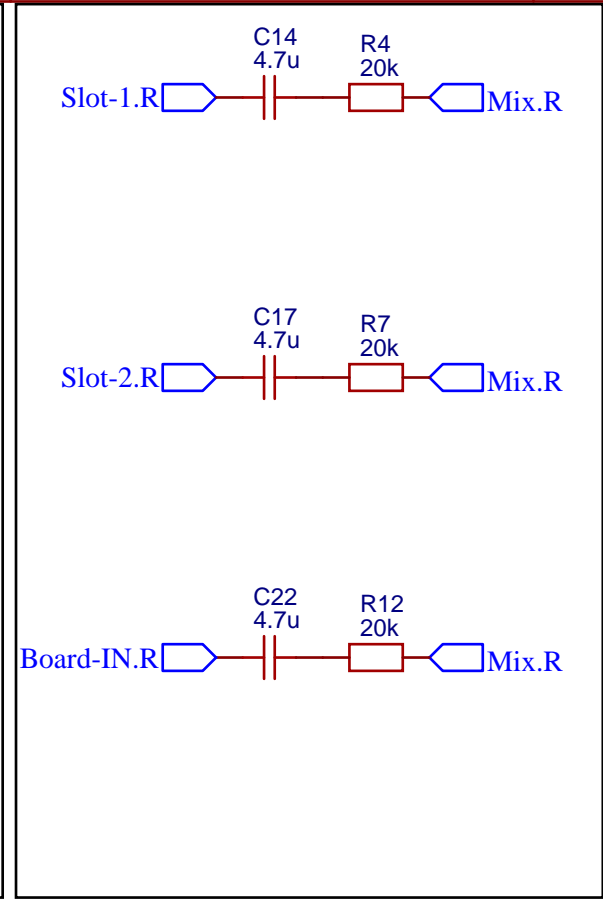 C14
4.7u
R4
20k
Slot-1.R
Mix.R
C17
4.7u
R7
20k
Slot-2.R
Mix.R
C22
4.7u
R12
20k
Board-IN.R
Mix.R